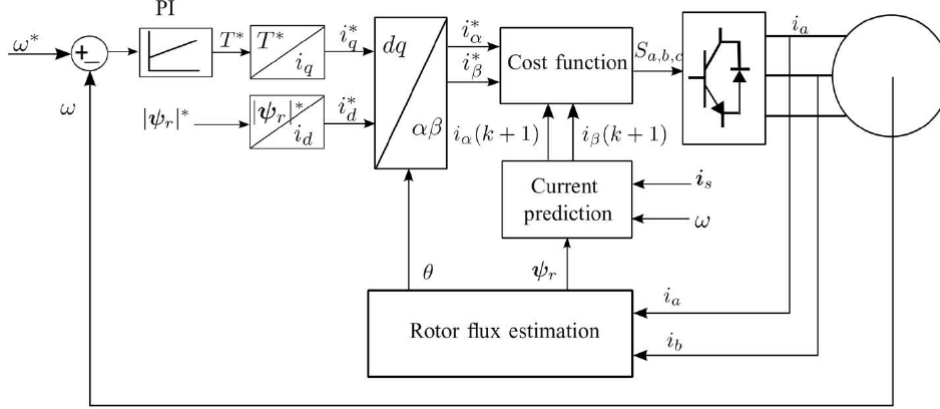 PI
ω*
+
−
ω
T*
T*
i_q
i_q*
|ψ_r|*
|ψ_r|*
i_d
i_d*
dq
αβ
i_α*
i_β*
Cost function
S_{a,b,c}
i_a
i_α(k+1)
i_β(k+1)
Current
prediction
i_s
ω
θ
ψ_r
Rotor flux estimation
i_a
i_b